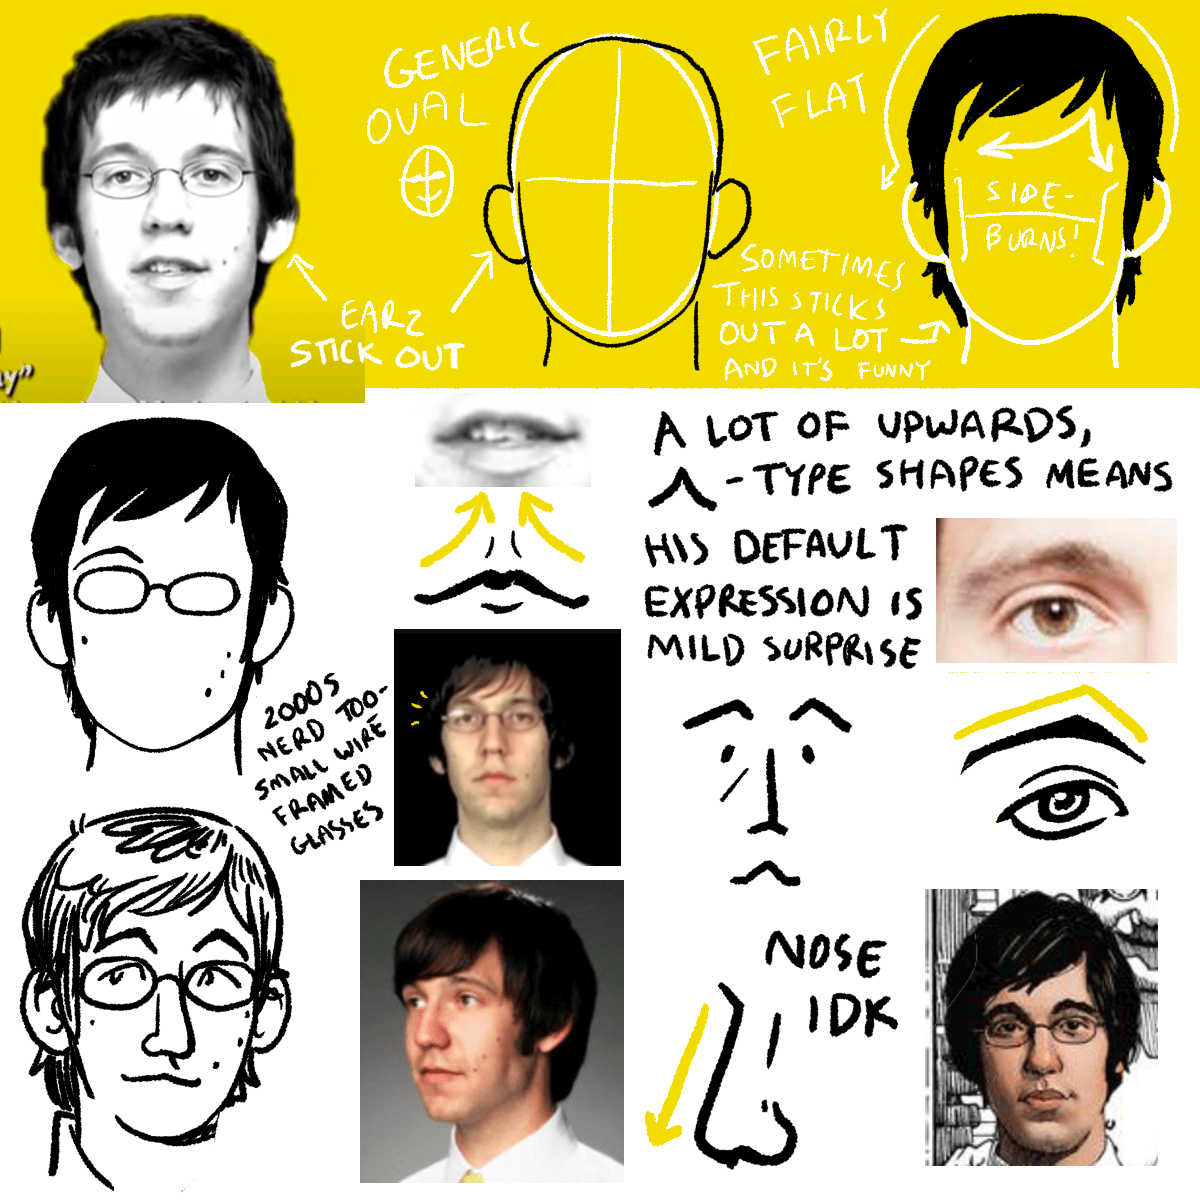 GENERIC
OVAL
FAIRLY
FLAT
SIDE-
BURNS!
EARZ
STICK OUT
SOMETIMES
THIS STICKS
OUT A LOT
AND IT'S FUNNY
y"
A LOT OF UPWARDS,
^-TYPE SHAPES MEANS
HIS DEFAULT
EXPRESSION IS
MILD SURPRISE
2000S
NERD TOO-
SMALL WIRE
FRAMED
GLASSES
NOSE
IDK